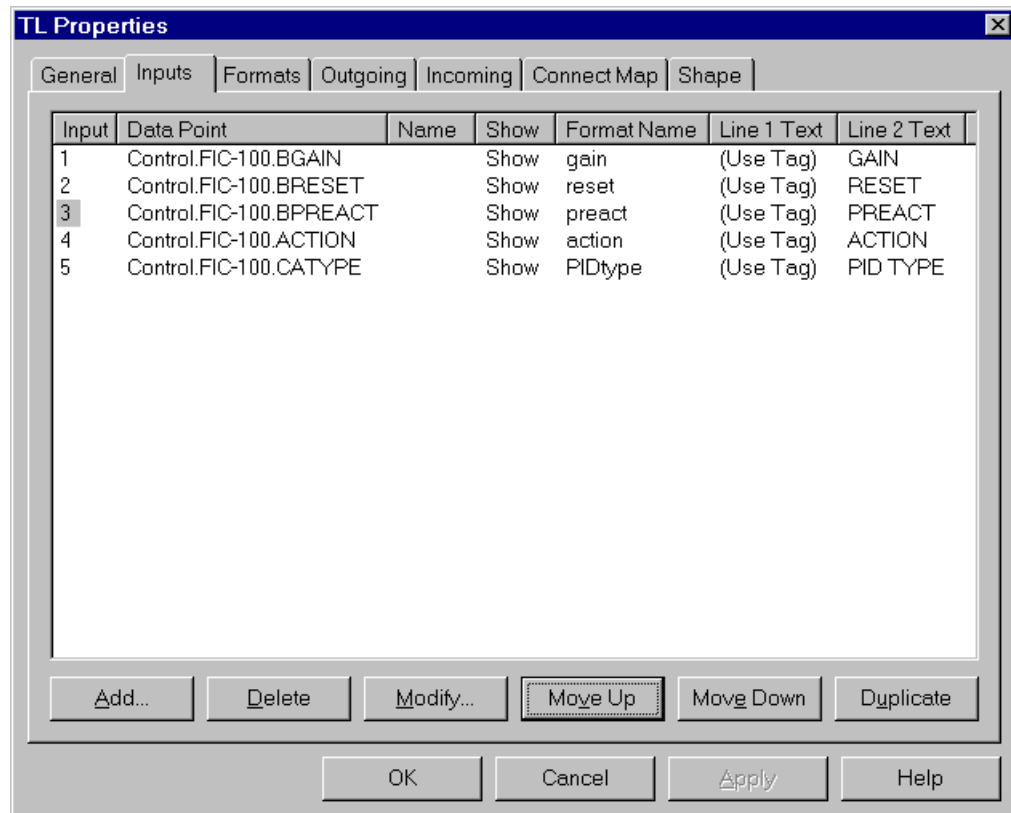 TL Properties
General Inputs Formats Outgoing Incoming Connect Map Shape
Input Data Point Name Show Format Name Line 1 Text Line 2 Text
1 Control.FIC-100.BGAIN Show gain (Use Tag) GAIN
2 Control.FIC-100.BRESET Show reset (Use Tag) RESET
3 Control.FIC-100.BPREACT Show preact (Use Tag) PREACT
4 Control.FIC-100.ACTION Show action (Use Tag) ACTION
5 Control.FIC-100.CATYPE Show PIDtype (Use Tag) PID TYPE
Add... Delete Modify... Move Up Move Down Duplicate
OK Cancel Apply Help